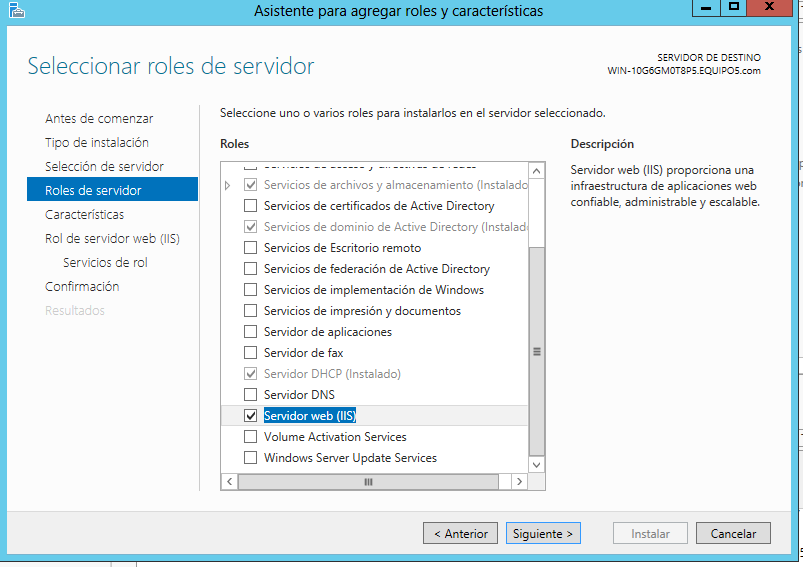 Asistente para agregar roles y características
Seleccionar roles de servidor
SERVIDOR DE DESTINO
WIN-10G6GM0T8P5.EQUIPO5.com
Antes de comenzar
Tipo de instalación
Selección de servidor
Roles de servidor
Características
Rol de servidor web (IIS)
Servicios de rol
Confirmación
Resultados
Seleccione uno o varios roles para instalarlos en el servidor seleccionado.
Roles
Servicios de archivos y almacenamiento (Instalado
Servicios de certificados de Active Directory
Servicios de dominio de Active Directory (Instalad
Servicios de Escritorio remoto
Servicios de federación de Active Directory
Servicios de implementación de Windows
Servicios de impresión y documentos
Servidor de aplicaciones
Servidor de fax
Servidor DHCP (Instalado)
Servidor DNS
Servidor web (IIS)
Volume Activation Services
Windows Server Update Services
Descripción
Servidor web (IIS) proporciona una
infraestructura de aplicaciones web
confiable, administrable y escalable.
< Anterior
Siguiente >
Instalar
Cancelar